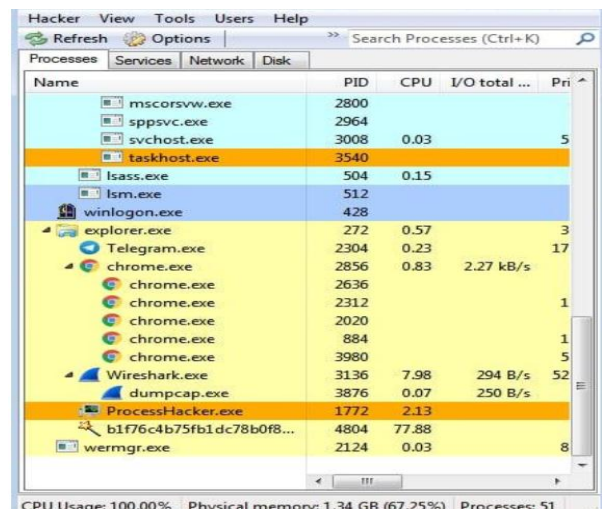 Hacker View Tools Users Help
Refresh Options » Search Processes (Ctrl+K)
Processes Services Network Disk
Name PID CPU I/O total ... Pri
mscorsvw.exe 2800
sppsvc.exe 2964
svchost.exe 3008 0.03 5
taskhost.exe 3540
lsass.exe 504 0.15
lsm.exe 512
winlogon.exe 428
explorer.exe 272 0.57 3
Telegram.exe 2304 0.23 17
chrome.exe 2856 0.83 2.27 kB/s
chrome.exe 2636
chrome.exe 2312 1
chrome.exe 2020
chrome.exe 884 1
chrome.exe 3980 5
Wireshark.exe 3136 7.98 294 B/s 52
dumpcap.exe 3876 0.07 250 B/s
ProcessHacker.exe 1772 2.13
b1f76c4b75fb1dc78b0f8... 4804 77.88
wermgr.exe 2124 0.03 8
CPU Usage: 100.00% Physical memory: 1.34 GB (67.25%) Processes: 51